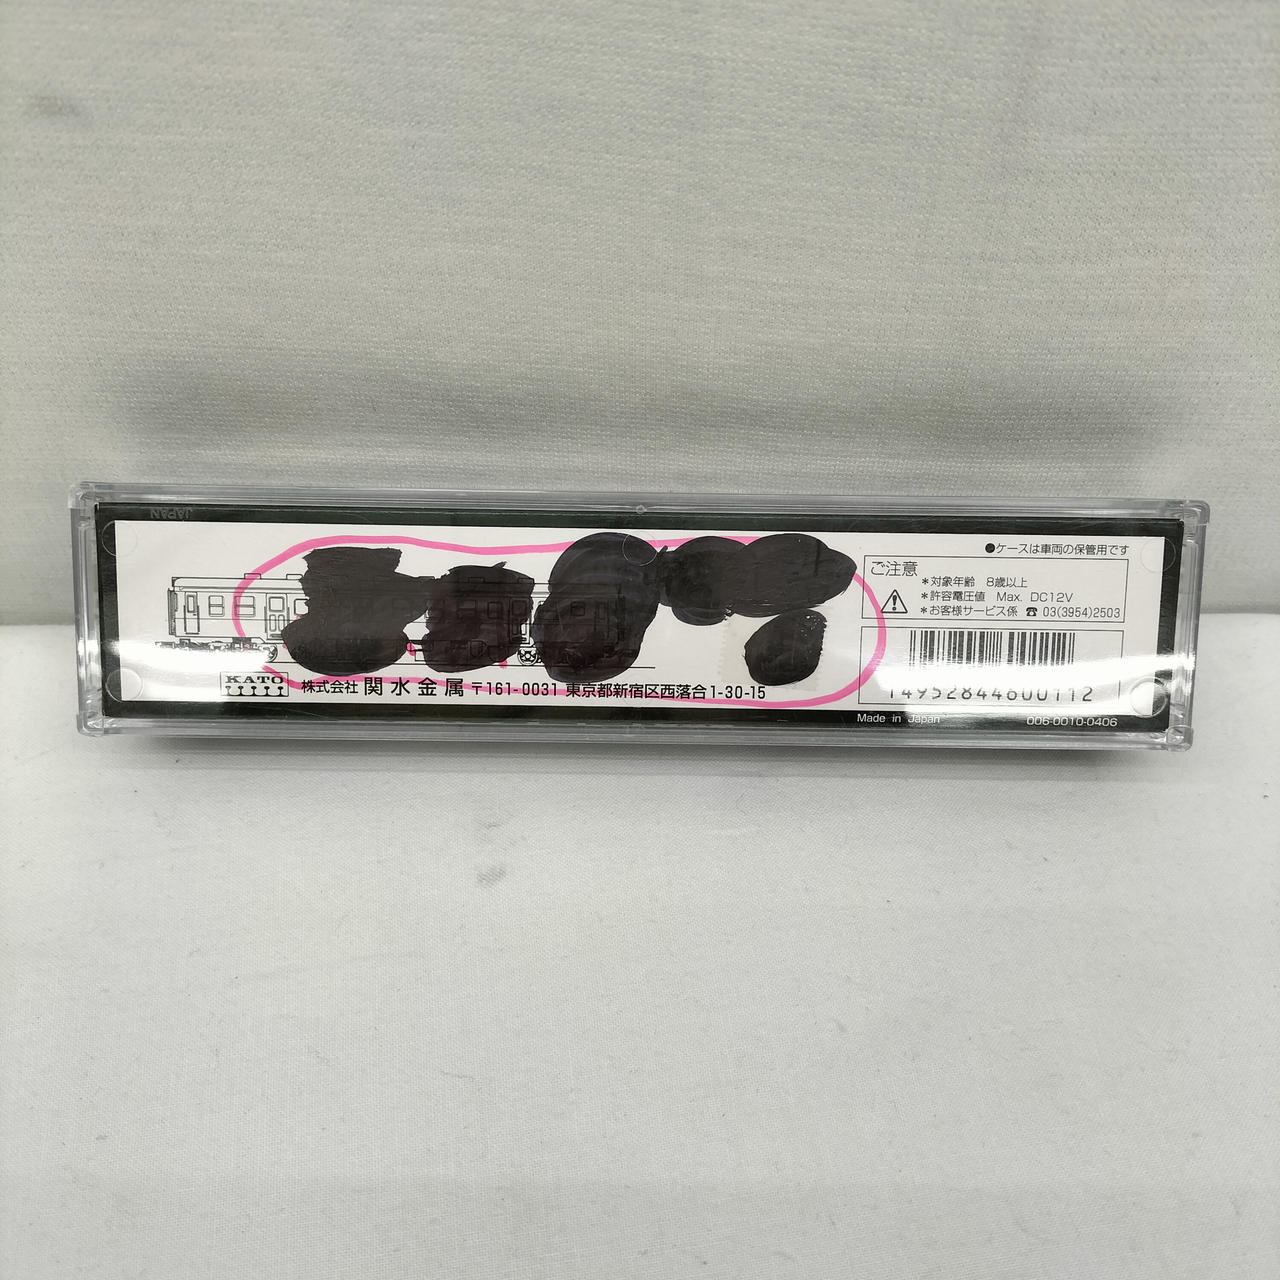 JAPAN
●ケースは車両の保管用です
ご注意
＊対象年齢　8歳以上
＊許容電圧値　Max. DC12V
＊お客様サービス係　☎ 03(3954)2503
KATO
株式会社 関水金属 〒161-0031 東京都新宿区西落合1-30-15
Made in Japan
006-0010-0406